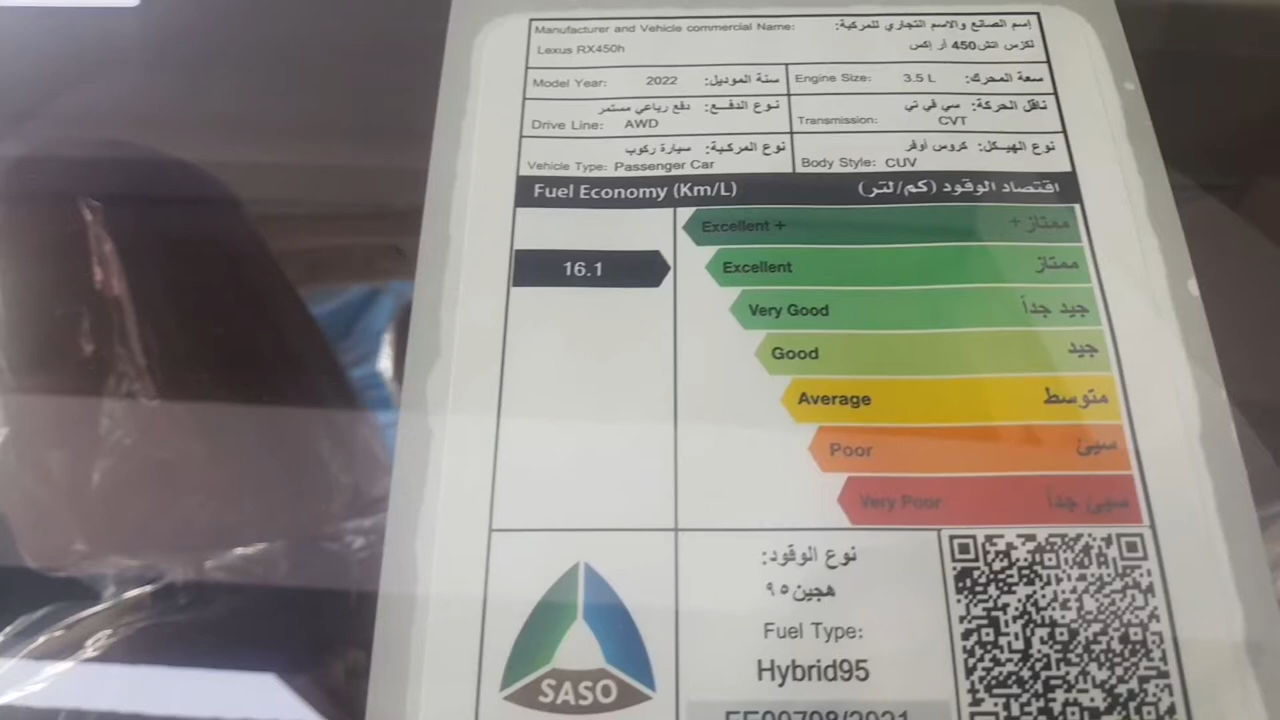 Manufacturer and Vehicle commercial Name: إسم الصانع والاسم التجاري للمركبة:
Lexus RX450h لكزس اتش450 أر إكس
Model Year: 2022 سنة الموديل:
Engine Size: 3.5 L سعة المحرك:
نوع الدفع: دفع رباعي مستمر
Drive Line: AWD
ناقل الحركة: سي في تي
Transmission: CVT
نوع المركبة: سيارة ركوب
Vehicle Type: Passenger Car
نوع الهيكل: كروس أوفر
Body Style: CUV
Fuel Economy (Km/L) اقتصاد الوقود (كم/لتر)
Excellent + ممتاز +
16.1
Excellent ممتاز
Very Good جيد جداً
Good جيد
Average متوسط
Poor سيئ
Very Poor سيئ جداً
SASO
نوع الوقود:
هجين ٩٥
Fuel Type:
Hybrid95